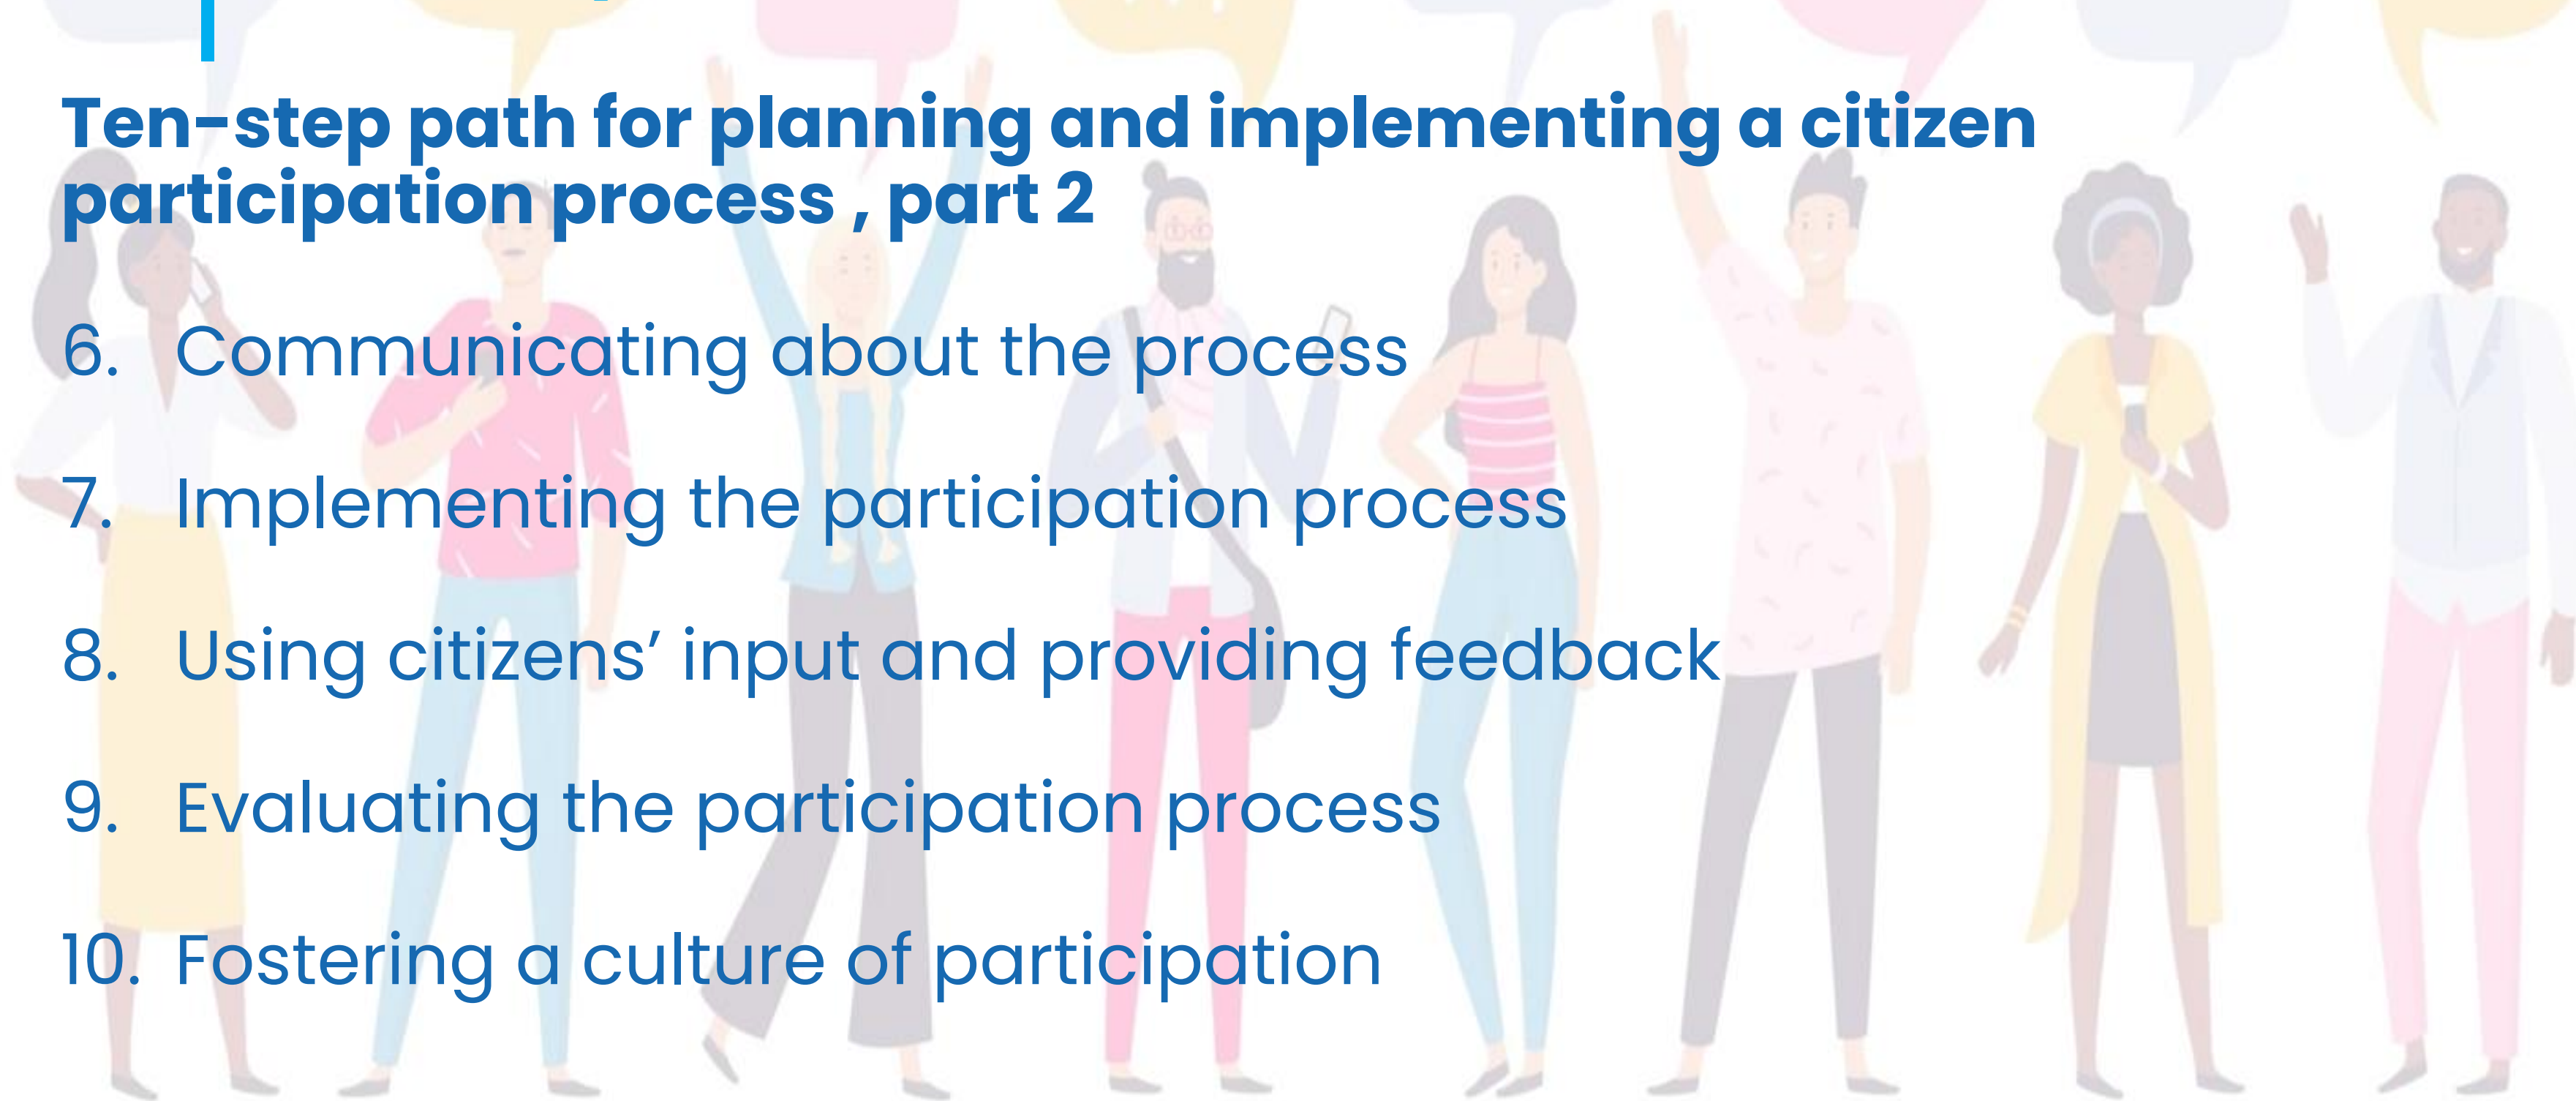 Ten-step path for planning and implementing a citizen
participation process , part 2
6. Communicating about the process
7. Implementing the participation process
8. Using citizens’ input and providing feedback
9. Evaluating the participation process
10. Fostering a culture of participation